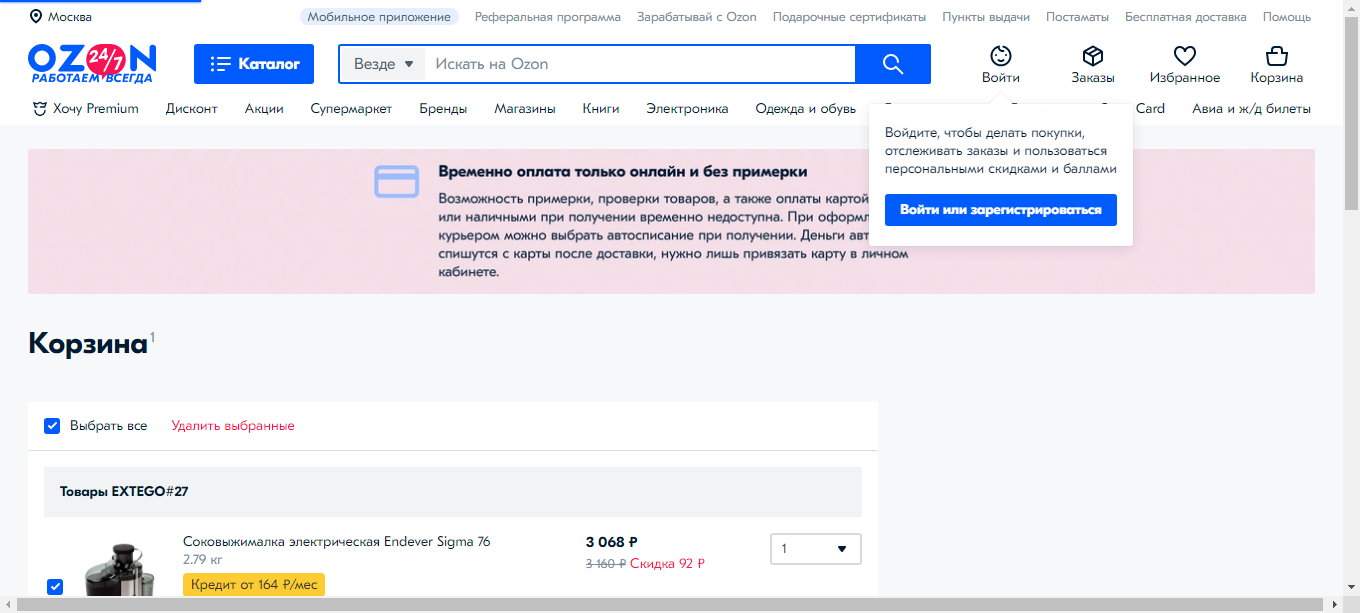 Москва
Мобильное приложение Реферальная программа Зарабатывай с Ozon Подарочные сертификаты Пункты выдачи Постаматы Бесплатная доставка Помощь
OZON 24/7
РАБОТАЕМ ВСЕГДА
Каталог
Везде Искать на Ozon
Войти Заказы Избранное Корзина
Хочу Premium Дисконт Акции Супермаркет Бренды Магазины Книги Электроника Одежда и обувь Card Авиа и ж/д билеты
Войдите, чтобы делать покупки,
отслеживать заказы и пользоваться
персональными скидками и баллами
Войти или зарегистрироваться
Временно оплата только онлайн и без примерки
Возможность примерки, проверки товаров, а также оплаты картой
или наличными при получении временно недоступна. При
курьером можно выбрать автосписание при получении. Деньги
спишутся с карты после доставки, нужно лишь привязать карту в личном
кабинете.
Корзина 1
Выбрать все Удалить выбранные
Товары EXTEGO#27
Соковыжималка электрическая Endever Sigma 76
2.79 кг
Кредит от 164 ₽/мес
3 068 ₽
3 160 ₽ Скидка 92 ₽
1